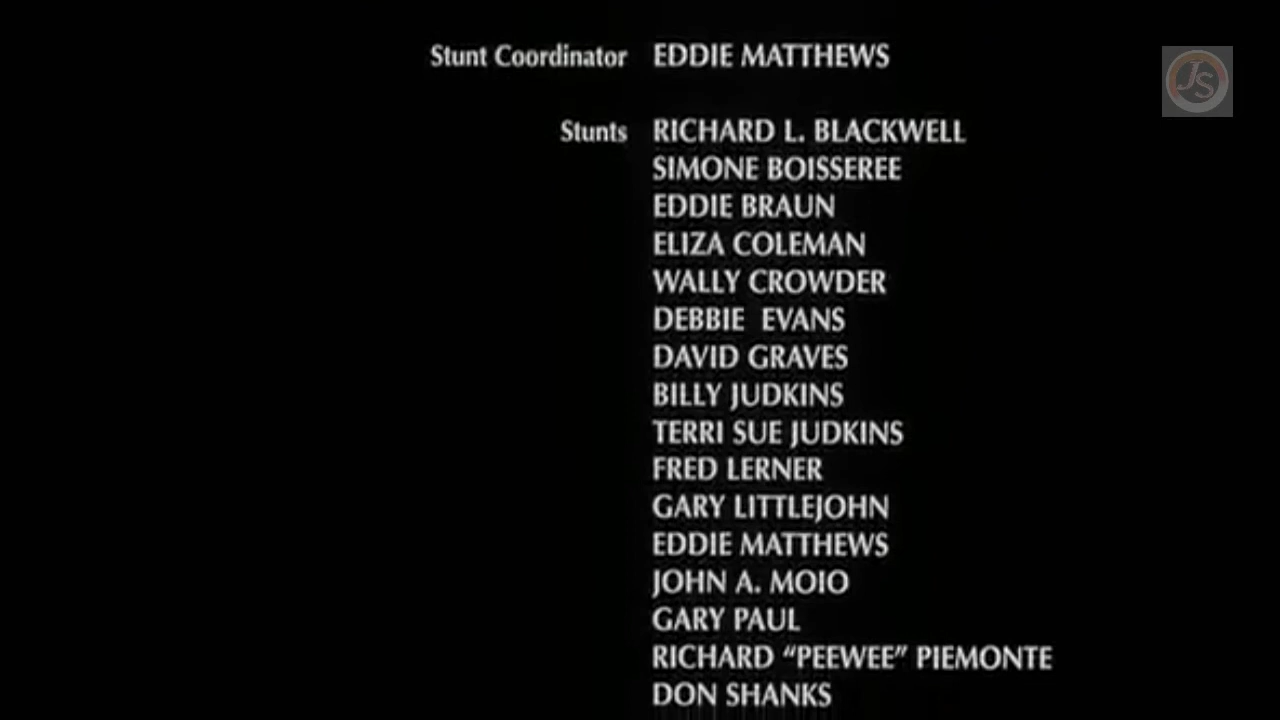 Stunt Coordinator EDDIE MATTHEWS
Stunts RICHARD L. BLACKWELL
SIMONE BOISSEREE
EDDIE BRAUN
ELIZA COLEMAN
WALLY CROWDER
DEBBIE EVANS
DAVID GRAVES
BILLY JUDKINS
TERRI SUE JUDKINS
FRED LERNER
GARY LITTLEJOHN
EDDIE MATTHEWS
JOHN A. MOIO
GARY PAUL
RICHARD “PEEWEE” PIEMONTE
DON SHANKS
JS